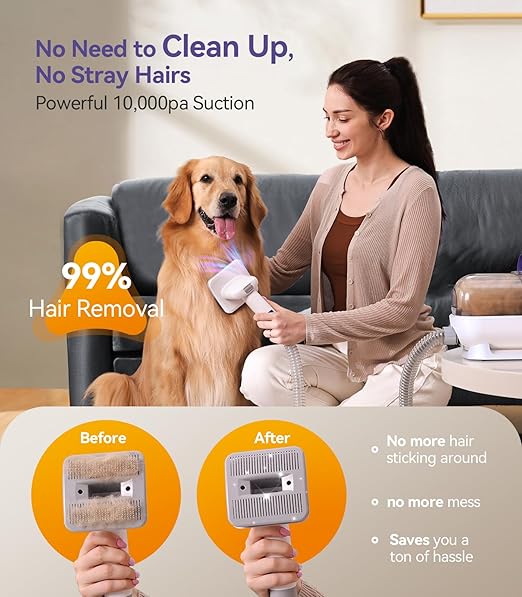 No Need to Clean Up,
No Stray Hairs
Powerful 10,000pa Suction
99%
Hair Removal
Before
After
No more hair
sticking around
no more mess
Saves you a
ton of hassle